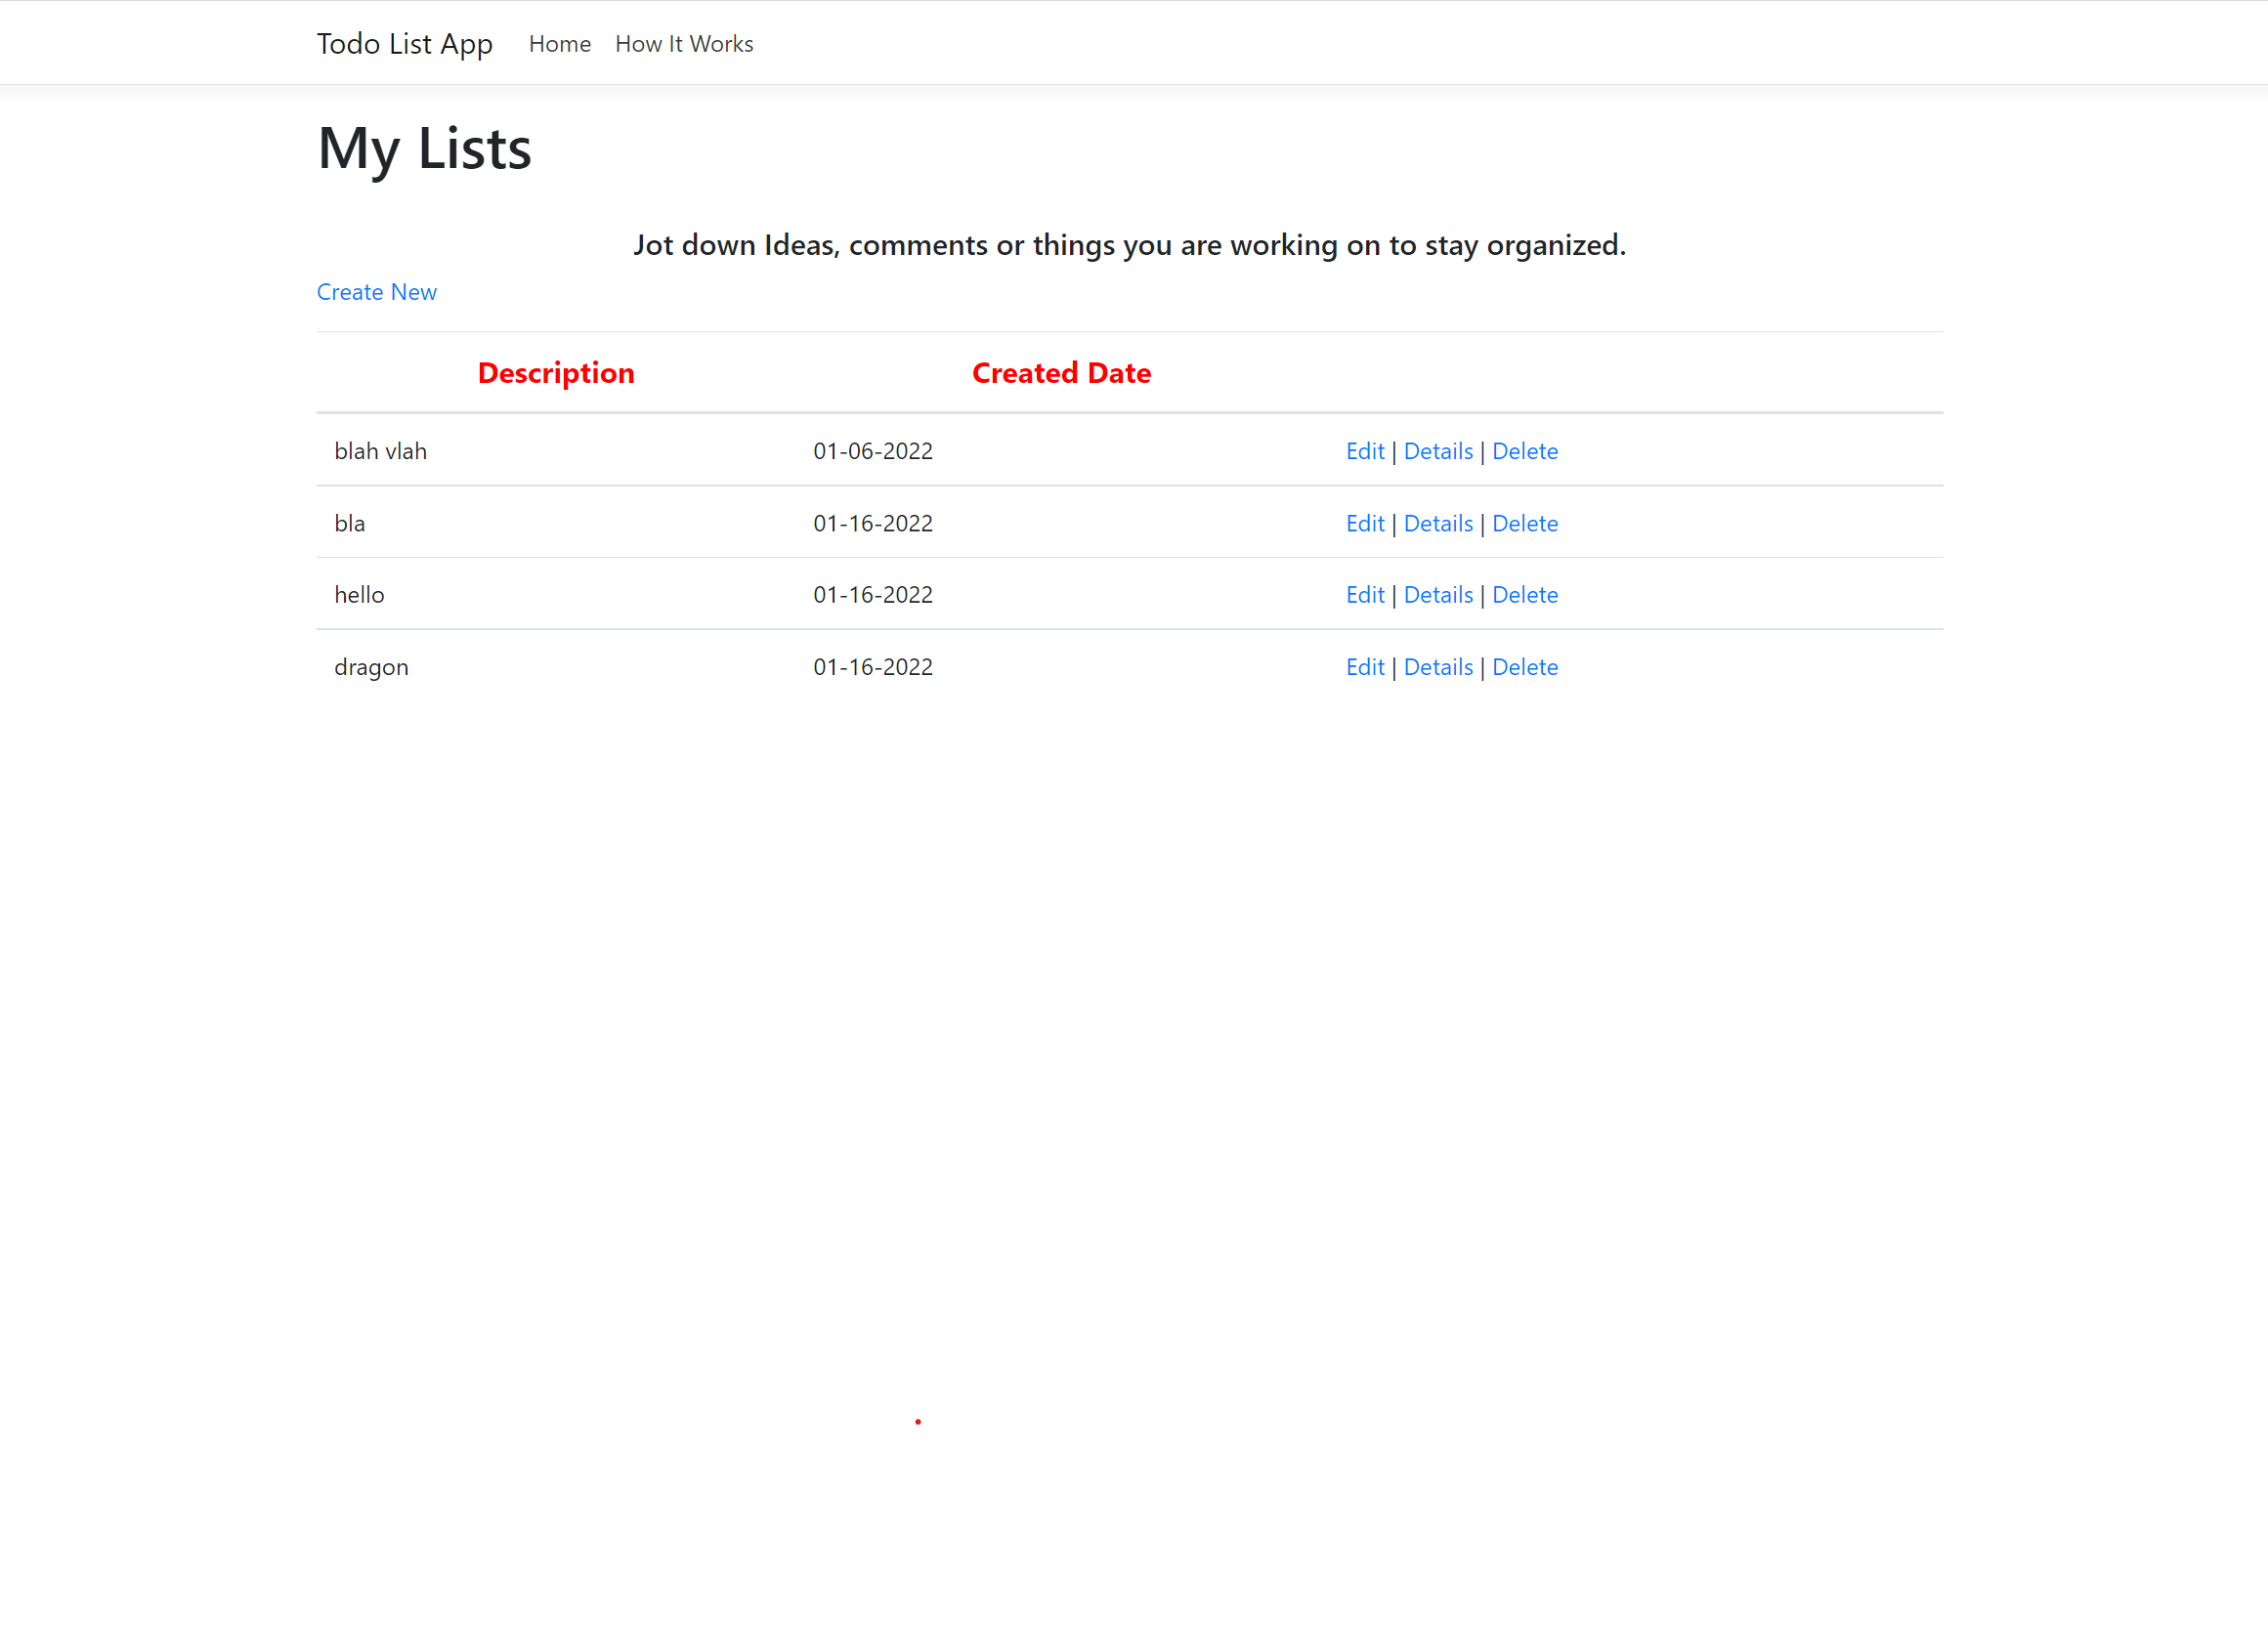 Todo List App Home How It Works
My Lists
Jot down Ideas, comments or things you are working on to stay organized.
Create New
Description Created Date
blah vlah 01-06-2022 Edit | Details | Delete
bla 01-16-2022 Edit | Details | Delete
hello 01-16-2022 Edit | Details | Delete
dragon 01-16-2022 Edit | Details | Delete